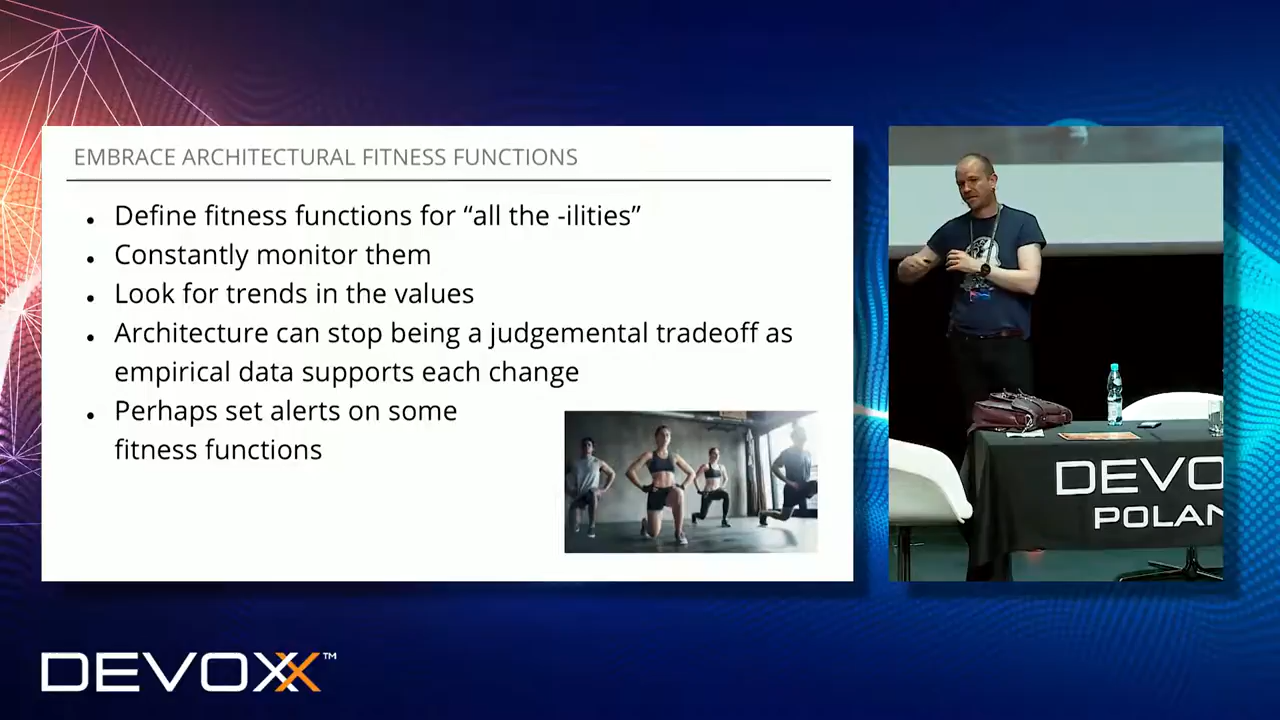 EMBRACE ARCHITECTURAL FITNESS FUNCTIONS
• Define fitness functions for “all the -ilities”
• Constantly monitor them
• Look for trends in the values
• Architecture can stop being a judgemental tradeoff as
empirical data supports each change
• Perhaps set alerts on some
fitness functions
DEVO
POLAN
DEVOXX™